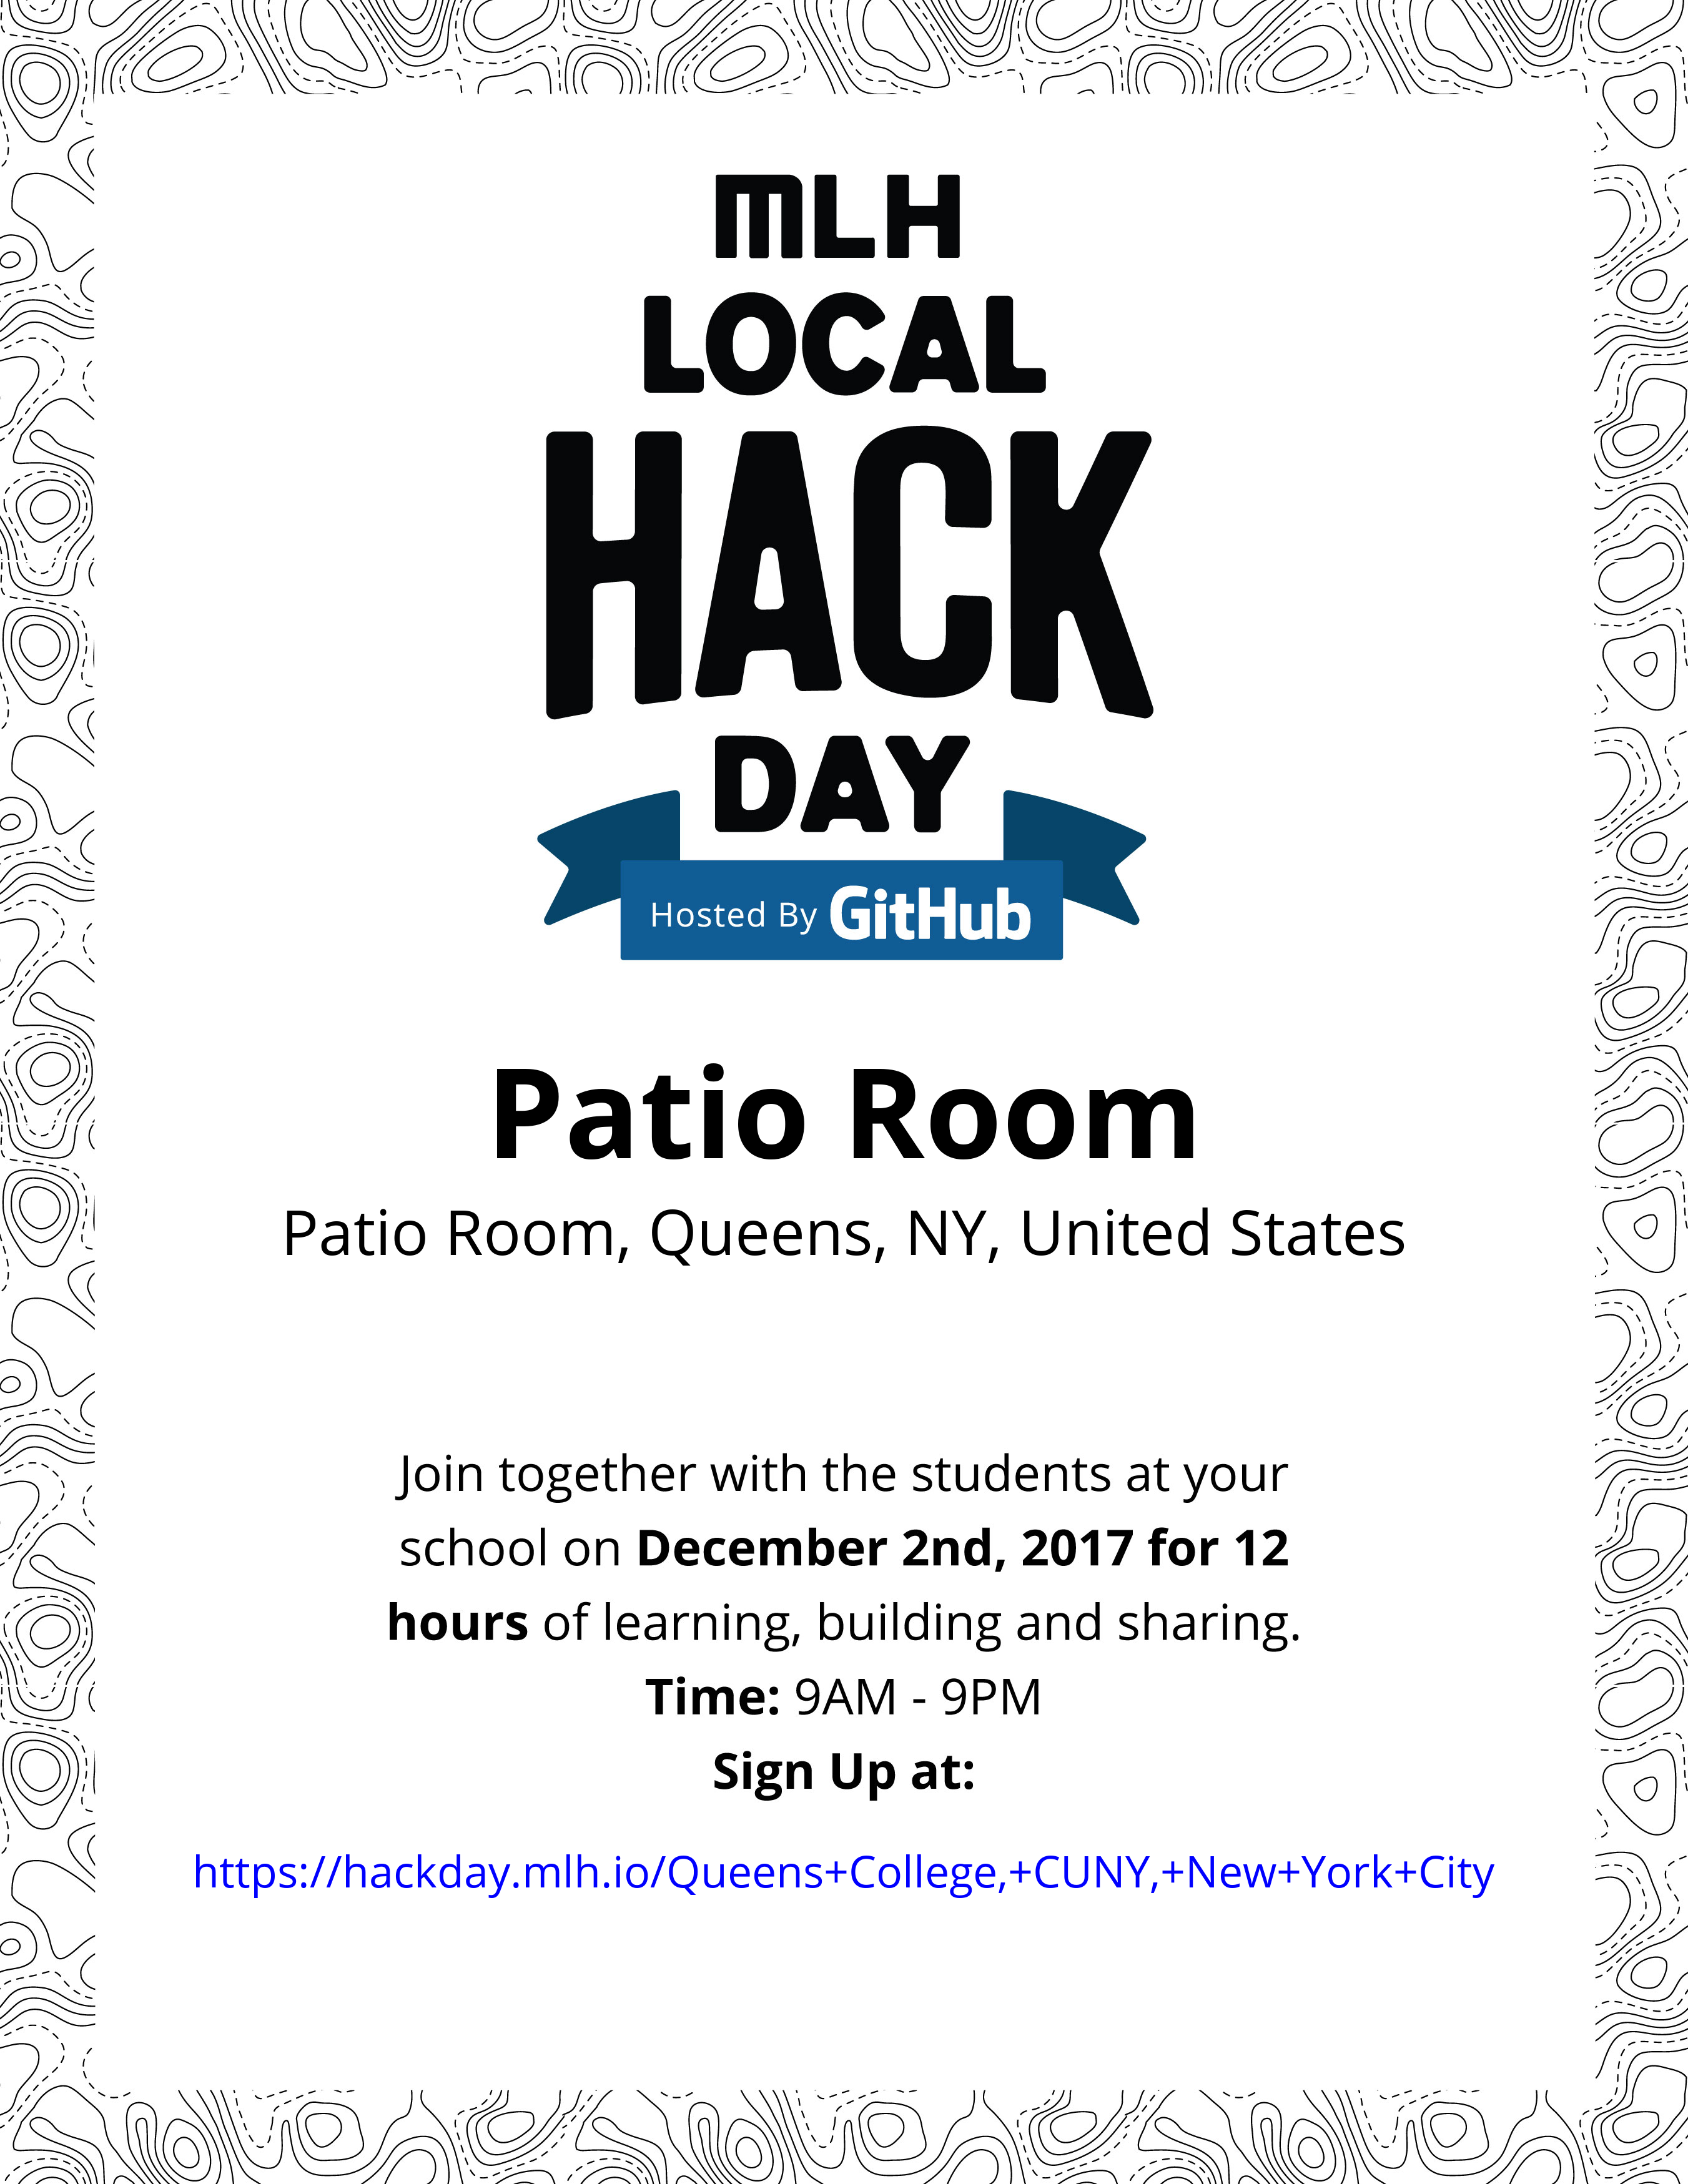 MLH
LOCAL
HACK
DAY
Hosted By GitHub
Patio Room
Patio Room, Queens, NY, United States
Join together with the students at your
school on December 2nd, 2017 for 12
hours of learning, building and sharing.
Time: 9AM - 9PM
Sign Up at:
https://hackday.mlh.io/Queens+College,+CUNY,+New+York+City